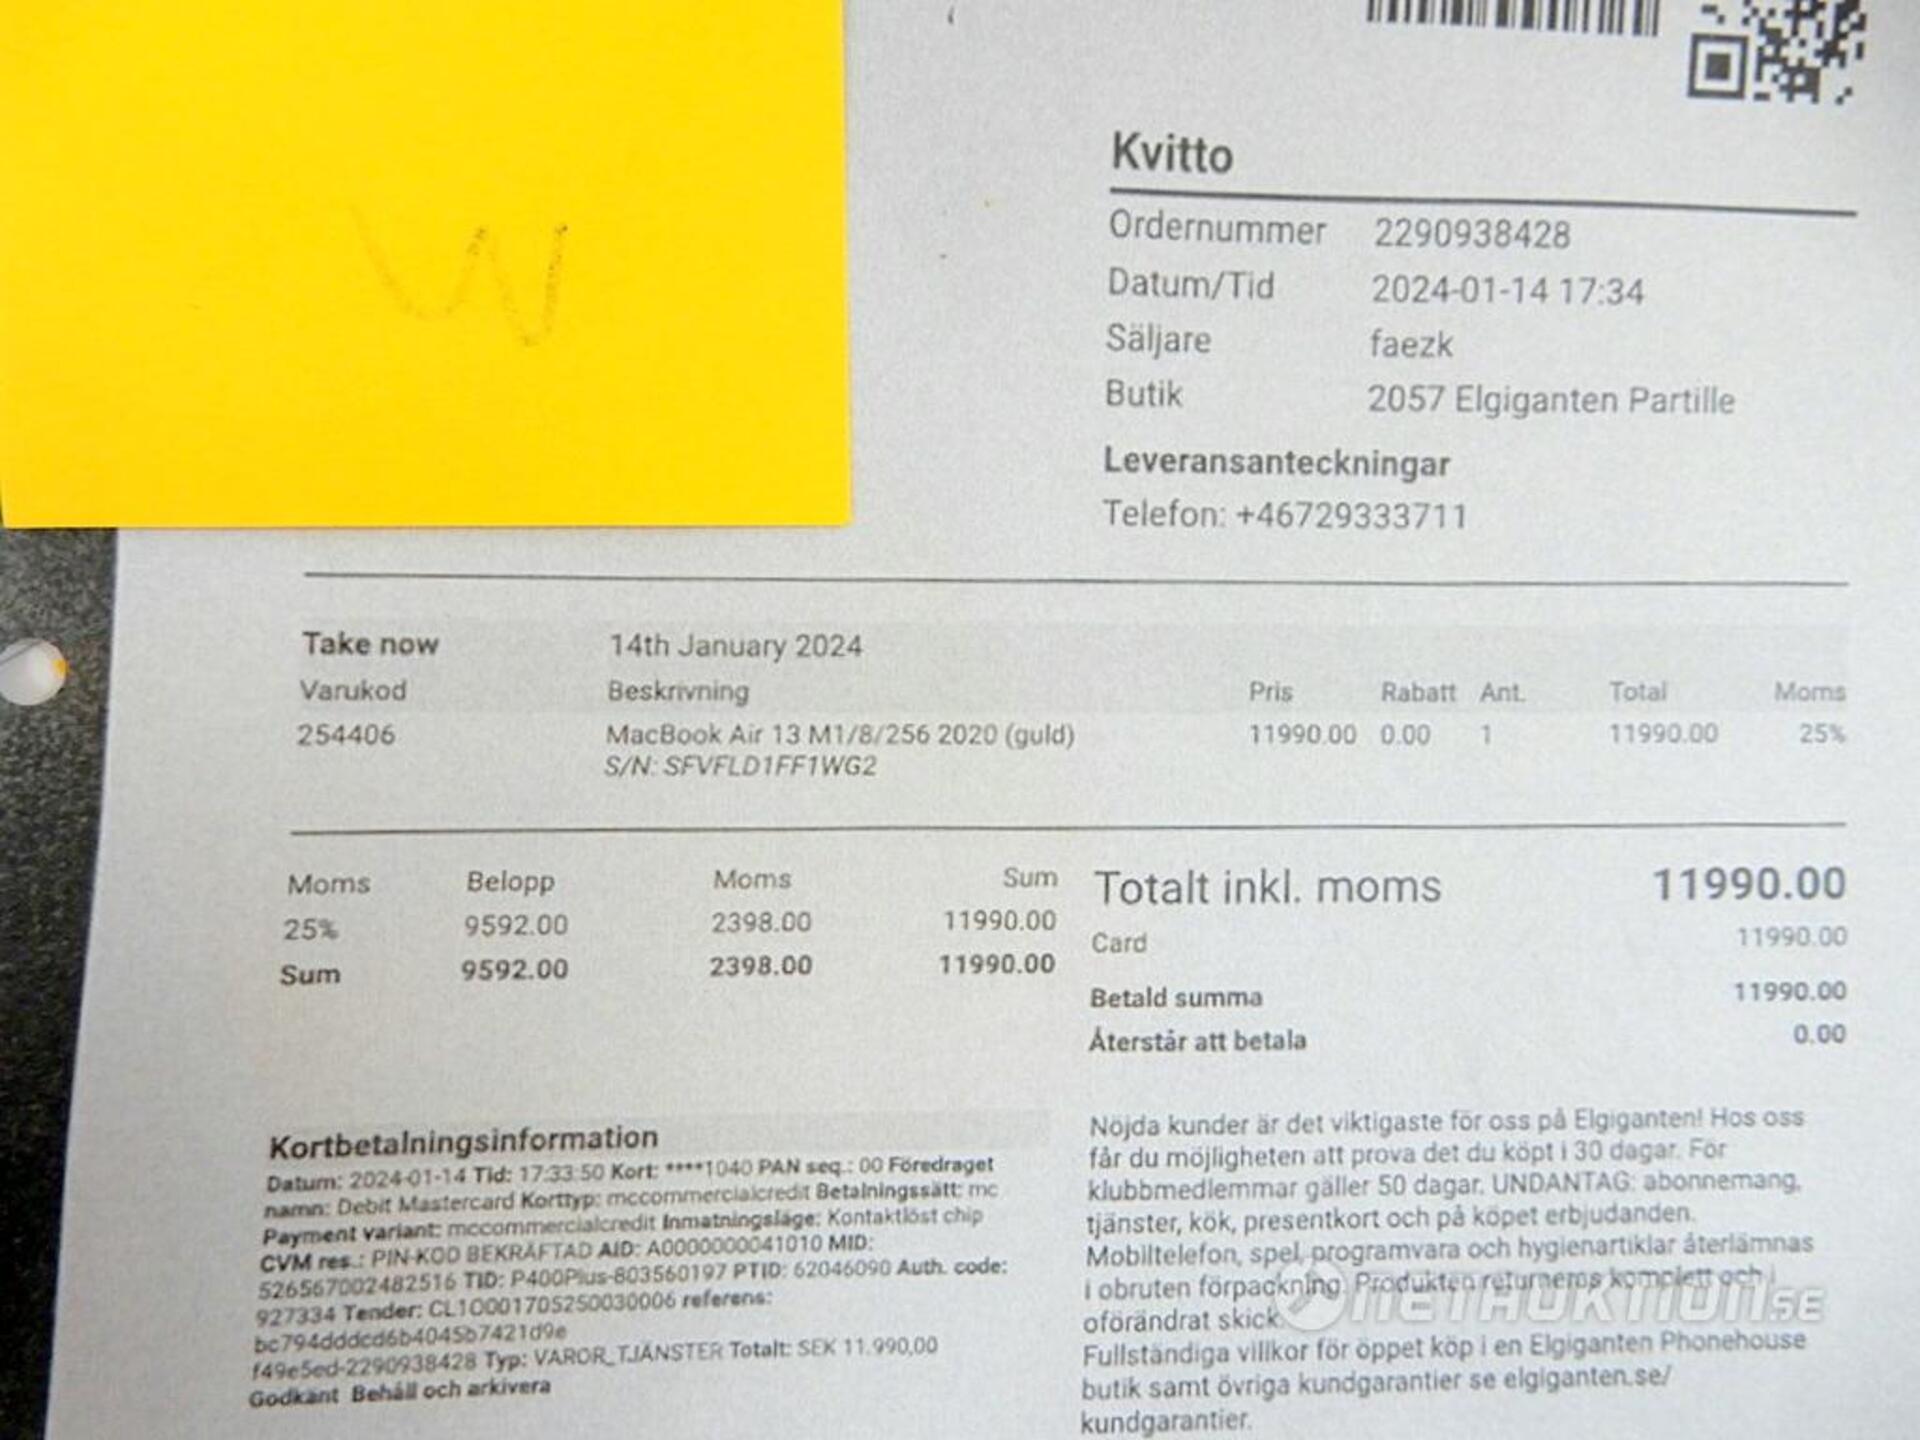 W
Kvitto
Ordernummer 2290938428
Datum/Tid 2024-01-14 17:34
Säljare faezk
Butik 2057 Elgiganten Partille
Leveransanteckningar
Telefon: +46729333711
Take now 14th January 2024
Varukod Beskrivning Pris Rabatt Ant. Total Moms
254406 MacBook Air 13 M1/8/256 2020 (guld) 11990.00 0.00 1 11990.00 25%
S/N: SFVFLD1FF1WG2
Moms Belopp Moms Sum
25% 9592.00 2398.00 11990.00
Sum 9592.00 2398.00 11990.00
Totalt inkl. moms 11990.00
Card 11990.00
Betald summa 11990.00
Återstår att betala 0.00
Kortbetalningsinformation
Datum: 2024-01-14 Tid: 17:33:50 Kort: ****1040 PAN seq.: 00 Föredraget
namn: Debit Mastercard Korttyp: mccommercialcredit Betalningssätt: mc
Payment variant: mccommercialcredit Inmatningsläge: Kontaktlöst chip
CVM res.: PIN-KOD BEKRÄFTAD AID: A0000000041010 MID:
526567002482516 TID: P400Plus-803560197 PTID: 62046090 Auth. code:
927334 Tender: CL1O001705250030006 referens:
bc794dddcd6b4045b7421d9e
f49e5ed-2290938428 Typ: VAROR_TJÄNSTER Totalt: SEK 11.990,00
Godkänt Behåll och arkivera
Nöjda kunder är det viktigaste för oss på Elgiganten! Hos oss
får du möjligheten att prova det du köpt i 30 dagar. För
klubbmedlemmar gäller 50 dagar. UNDANTAG: abonnemang,
tjänster, kök, presentkort och på köpet erbjudanden.
Mobiltelefon, spel, programvara och hygienartiklar återlämnas
i obruten förpackning. Produkten returneras komplett och i
oförändrat skick.
Fullständiga villkor för öppet köp i en Elgiganten Phonehouse
butik samt övriga kundgarantier se elgiganten.se/
kundgarantier.
NETAUKTION.SE